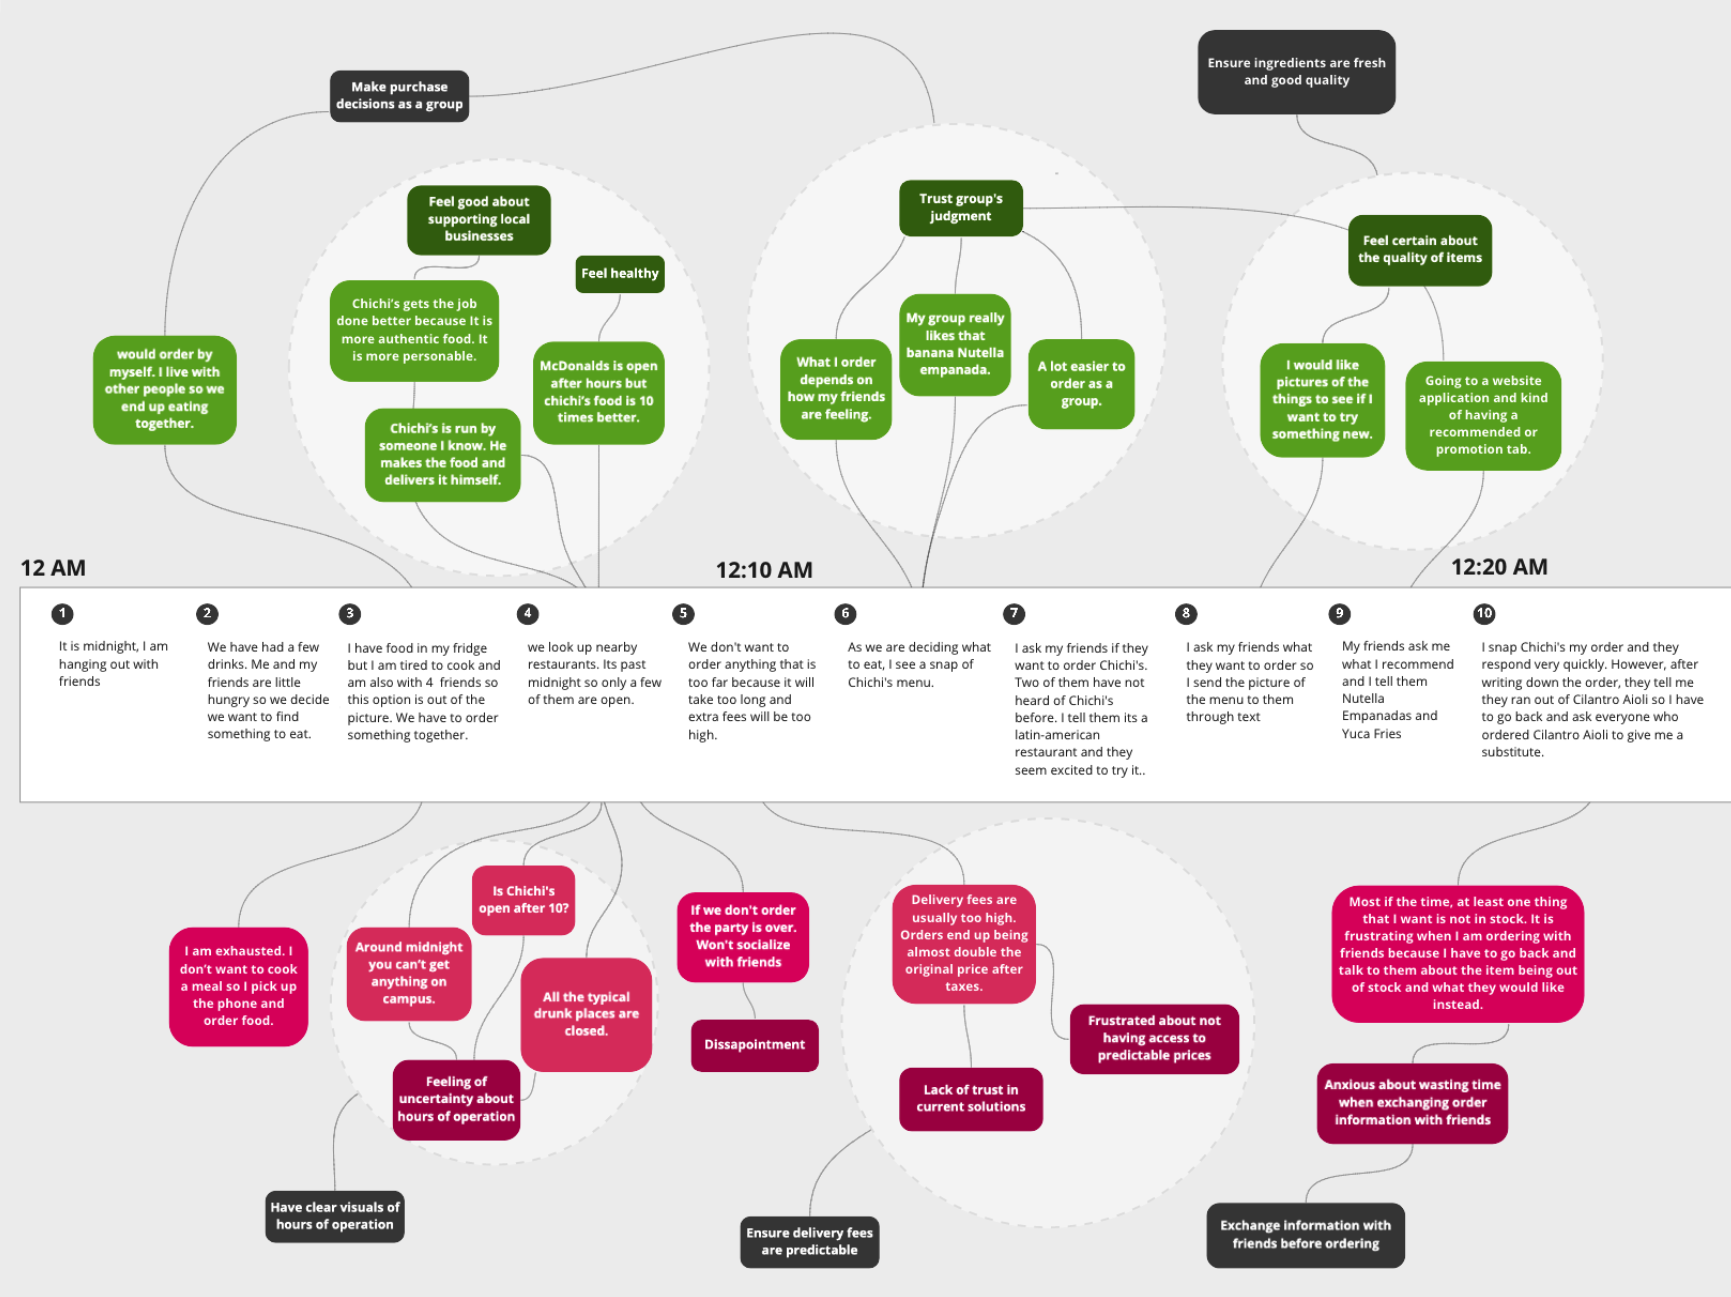 Make purchase
decisions as a group
Ensure ingredients are fresh
and good quality
Feel good about
supporting local
businesses
Feel healthy
Trust group's
judgment
Feel certain about
the quality of items
would order by
myself. I live with
other people so we
end up eating
together.
Chichi's gets the job
done better because It is
more authentic food. It
is more personable.
McDonalds is open
after hours but
chichi's food is 10
times better.
Chichi's is run by
someone I know. He
makes the food and
delivers it himself.
What I order
depends on
how my friends
are feeling.
My group really
likes that
banana Nutella
empanada.
A lot easier to
order as a
group.
I would like
pictures of the
things to see if I
want to try
something new.
Going to a website
application and kind
of having a
recommended or
promotion tab.
12 AM
12:10 AM
12:20 AM
1
It is midnight, I am
hanging out with
friends
2
We have had a few
drinks. Me and my
friends are little
hungry so we decide
we want to find
something to eat.
3
I have food in my fridge
but I am tired to cook and
am also with 4 friends so
this option is out of the
picture. We have to order
something together.
4
we look up nearby
restaurants. Its past
midnight so only a few
of them are open.
5
We don't want to
order anything that is
too far because it will
take too long and
extra fees will be too
high.
6
As we are deciding what
to eat, I see a snap of
Chichi's menu.
7
I ask my friends if they
want to order Chichi's.
Two of them have not
heard of Chichi's
before. I tell them its a
latin-american
restaurant and they
seem excited to try it..
8
I ask my friends what
they want to order so
I send the picture of
the menu to them
through text
9
My friends ask me
what I recommend
and I tell them
Nutella
Empanadas and
Yuca Fries
10
I snap Chichi's my order and they
respond very quickly. However, after
writing down the order, they tell me
they ran out of Cilantro Aioli so I have
to go back and ask everyone who
ordered Cilantro Aioli to give me a
substitute.
I am exhausted. I
don't want to cook
a meal so I pick up
the phone and
order food.
Is Chichi's
open after 10?
Around midnight
you can't get
anything on
campus.
All the typical
drunk places are
closed.
Feeling of
uncertainty about
hours of operation
Have clear visuals of
hours of operation
If we don't order
the party is over.
Won't socialize
with friends
Dissapointment
Delivery fees are
usually too high.
Orders end up being
almost double the
original price after
taxes.
Frustrated about not
having access to
predictable prices
Lack of trust in
current solutions
Ensure delivery fees
are predictable
Most if the time, at least one thing
that I want is not in stock. It is
frustrating when I am ordering with
friends because I have to go back and
talk to them about the item being out
of stock and what they would like
instead.
Anxious about wasting time
when exchanging order
information with friends
Exchange information with
friends before ordering